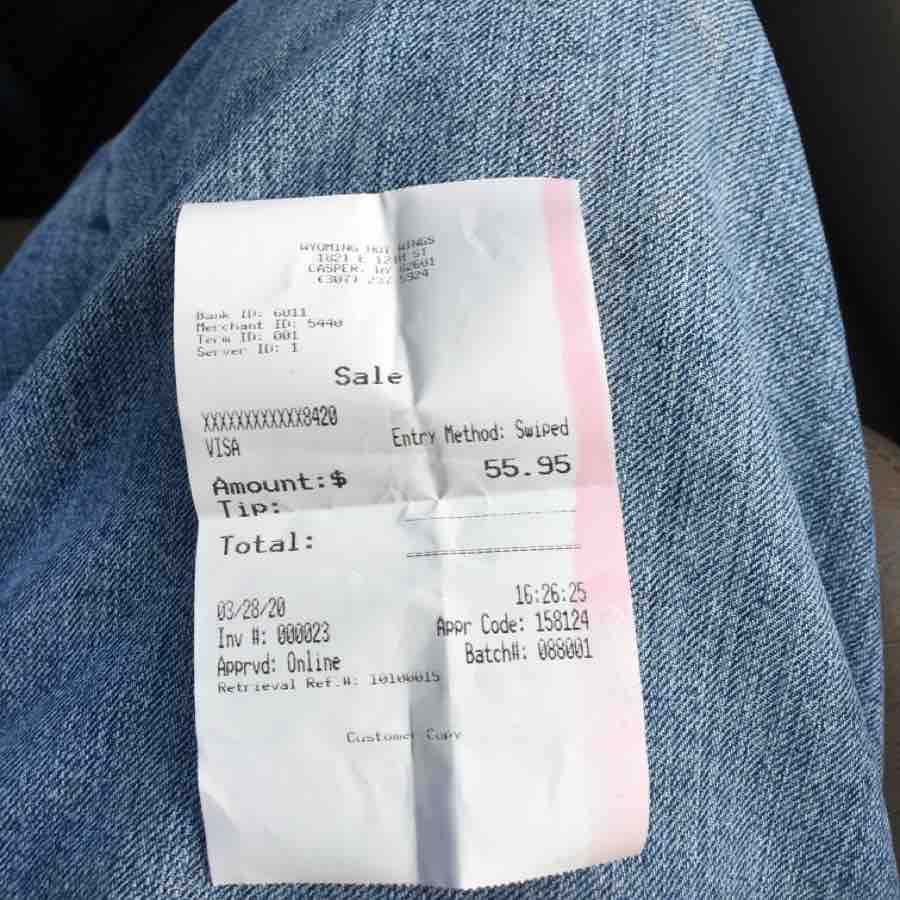 WYOMING HOT WINGS
1821 E 12TH ST
CASPER, WY 82601
(307) 232 5924
Bank ID: 6011
Merchant ID: 5440
Term ID: 001
Server ID: 1
Sale
XXXXXXXXXXXX8420
VISA Entry Method: Swiped
Amount:$ 55.95
Tip:
Total:
03/28/20 16:26:25
Inv #: 000023 Appr Code: 158124
Apprvd: Online Batch#: 088001
Retrieval Ref.#: 10100015
Customer Copy